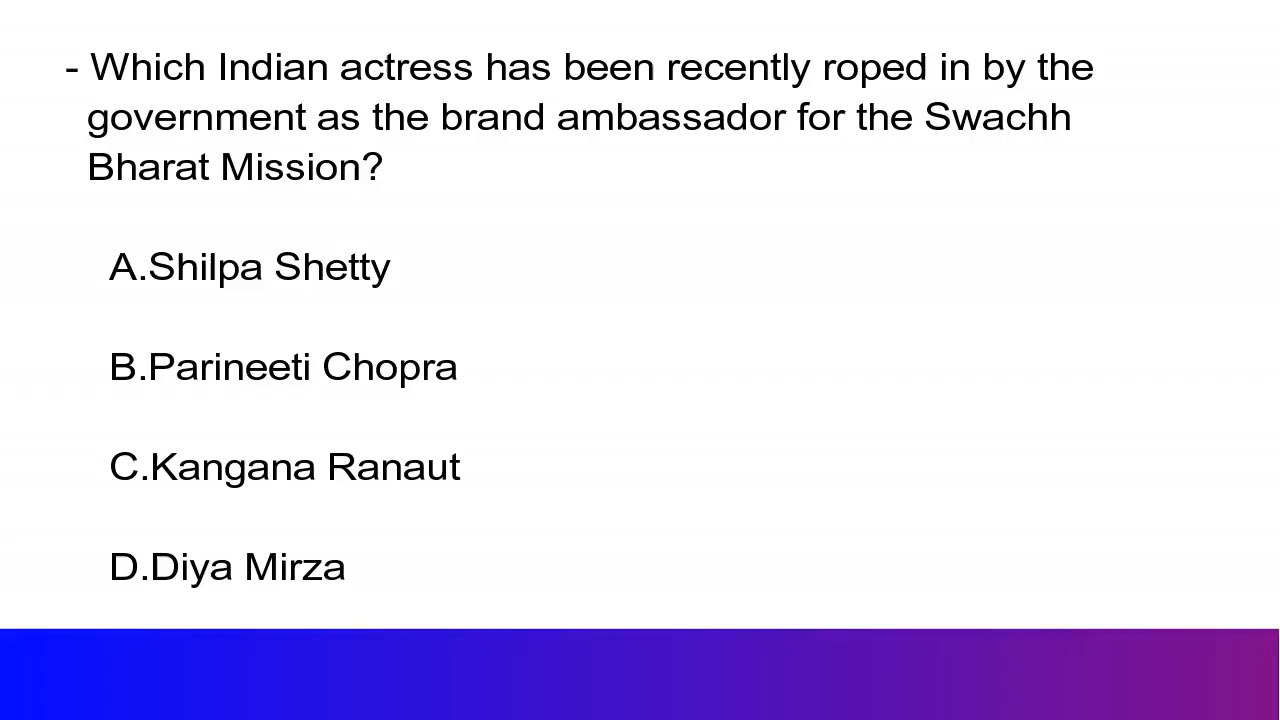 - Which Indian actress has been recently roped in by the
government as the brand ambassador for the Swachh
Bharat Mission?
A.Shilpa Shetty
B.Parineeti Chopra
C.Kangana Ranaut
D.Diya Mirza